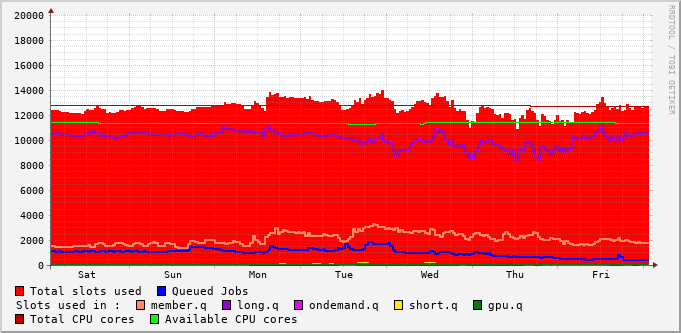 20000
18000
16000
14000
12000
10000
8000
6000
4000
2000
0
Sat Sun Mon Tue Wed Thu Fri
RRDTOOL / TOBI OETIKER
Total slots used Queued Jobs
Slots used in : member.q long.q ondemand.q short.q gpu.q
Total CPU cores Available CPU cores